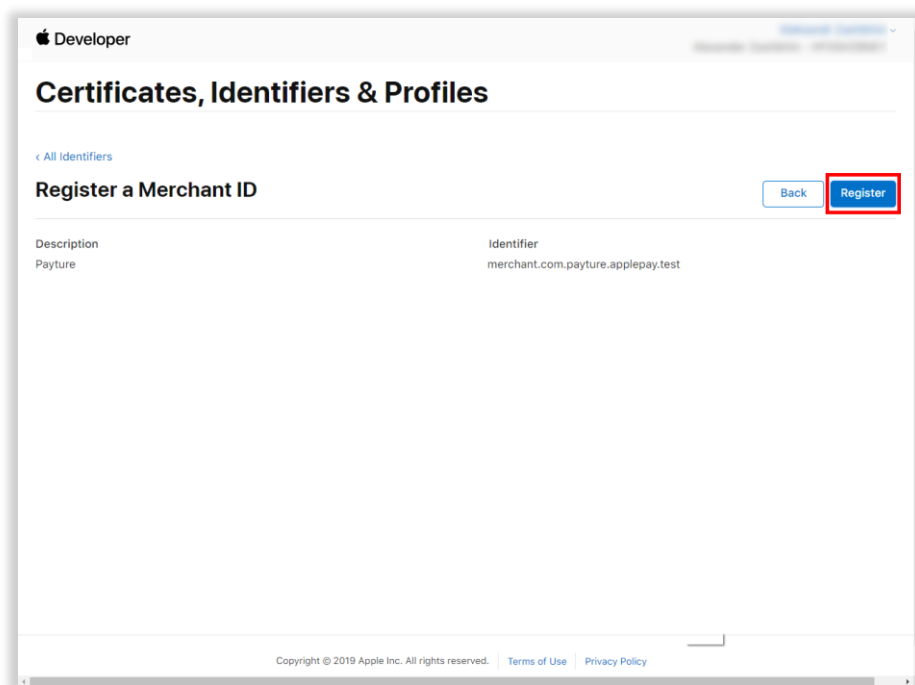 Developer
Certificates, Identifiers & Profiles
‹ All Identifiers
Register a Merchant ID
Back
Register
Description
Identifier
Payture
merchant.com.payture.applepay.test
Copyright © 2019 Apple Inc. All rights reserved. Terms of Use Privacy Policy